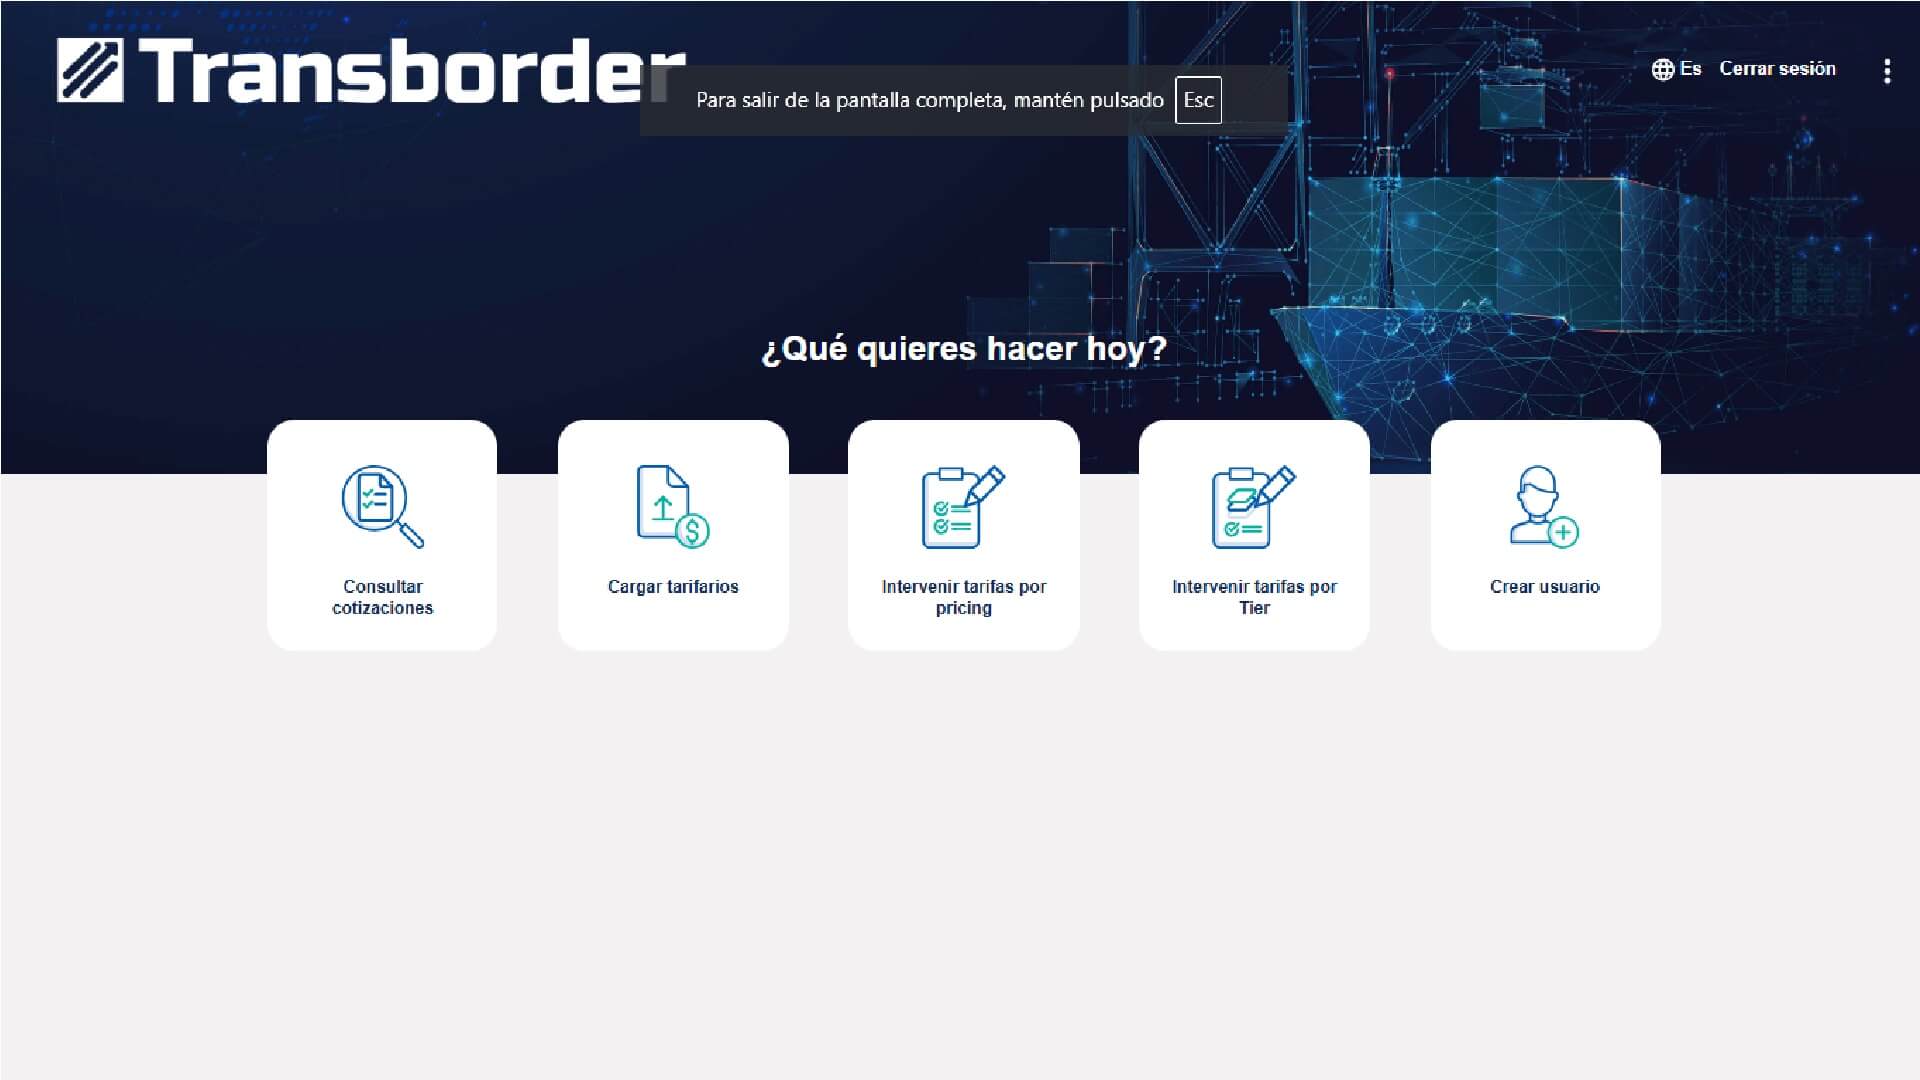 Transborder
Para salir de la pantalla completa, mantén pulsado Esc
Es Cerrar sesión
¿Qué quieres hacer hoy?
Consultar
cotizaciones
Cargar tarifarios
Intervenir tarifas por
pricing
Intervenir tarifas por
Tier
Crear usuario